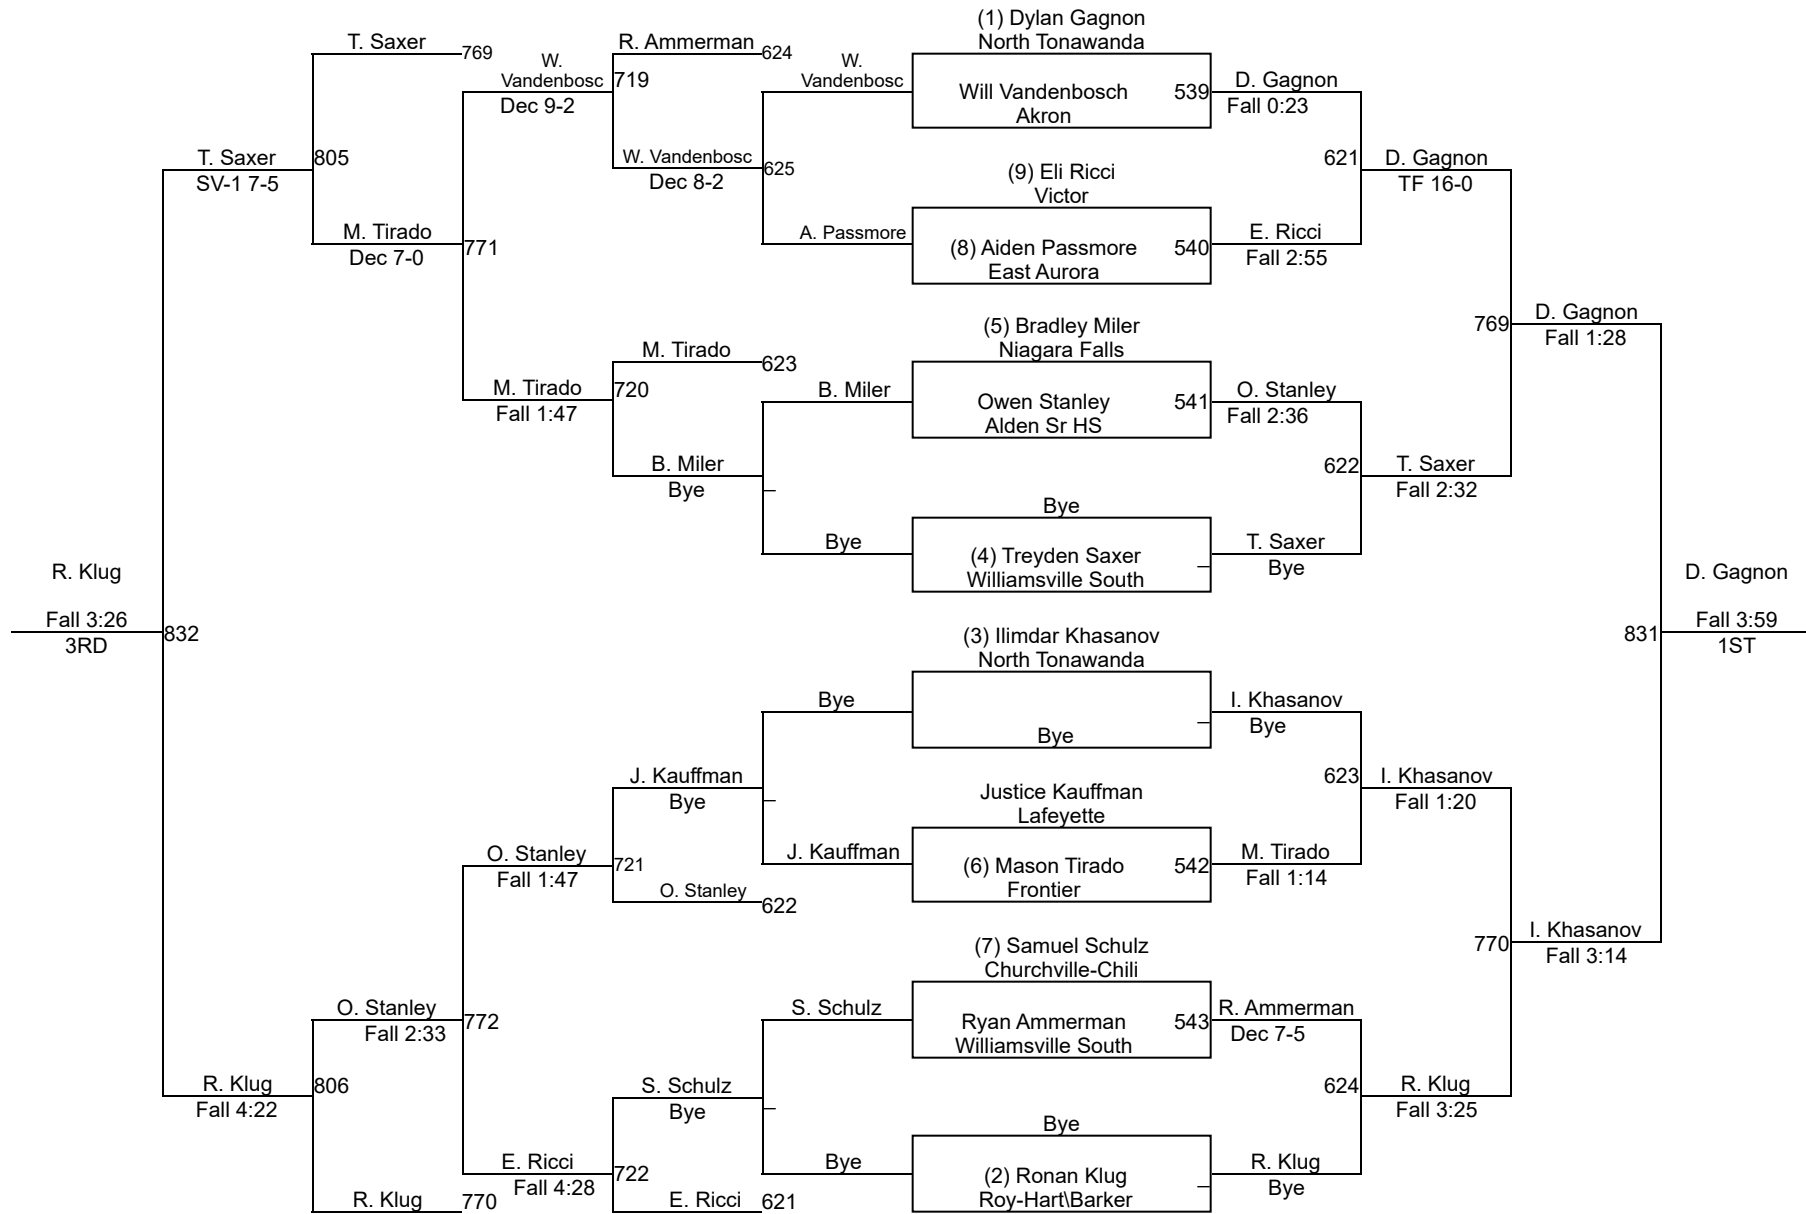 (1) Dylan Gagnon
North Tonawanda
T. Saxer
769
W.
Vandenbosc
719
Dec 9-2
R. Ammerman
624
W.
Vandenbosc
Will Vandenbosch
Akron
539
D. Gagnon
Fall 0:23
T. Saxer
805
SV-1 7-5
W. Vandenbosc
625
Dec 8-2
621
D. Gagnon
TF 16-0
(9) Eli Ricci
Victor
M. Tirado
771
Dec 7-0
A. Passmore
(8) Aiden Passmore
East Aurora
540
E. Ricci
Fall 2:55
(5) Bradley Miler
Niagara Falls
769
D. Gagnon
Fall 1:28
M. Tirado
623
M. Tirado
720
Fall 1:47
B. Miler
Owen Stanley
Alden Sr HS
541
O. Stanley
Fall 2:36
B. Miler
Bye
622
T. Saxer
Fall 2:32
Bye
Bye
(4) Treyden Saxer
Williamsville South
T. Saxer
Bye
R. Klug
Fall 3:26
3RD
832
D. Gagnon
831
Fall 3:59
1ST
(3) Ilimdar Khasanov
North Tonawanda
Bye
Bye
I. Khasanov
Bye
J. Kauffman
Bye
623
I. Khasanov
Fall 1:20
Justice Kauffman
Lafeyette
O. Stanley
721
Fall 1:47
J. Kauffman
(6) Mason Tirado
Frontier
542
M. Tirado
Fall 1:14
O. Stanley
622
770
I. Khasanov
Fall 3:14
(7) Samuel Schulz
Churchville-Chili
O. Stanley
772
Fall 2:33
S. Schulz
Ryan Ammerman
Williamsville South
543
R. Ammerman
Dec 7-5
R. Klug
806
Fall 4:22
S. Schulz
Bye
624
R. Klug
Fall 3:25
Bye
E. Ricci
722
Fall 4:28
Bye
(2) Ronan Klug
Roy-Hart\Barker
R. Klug
Bye
R. Klug
770
E. Ricci
621